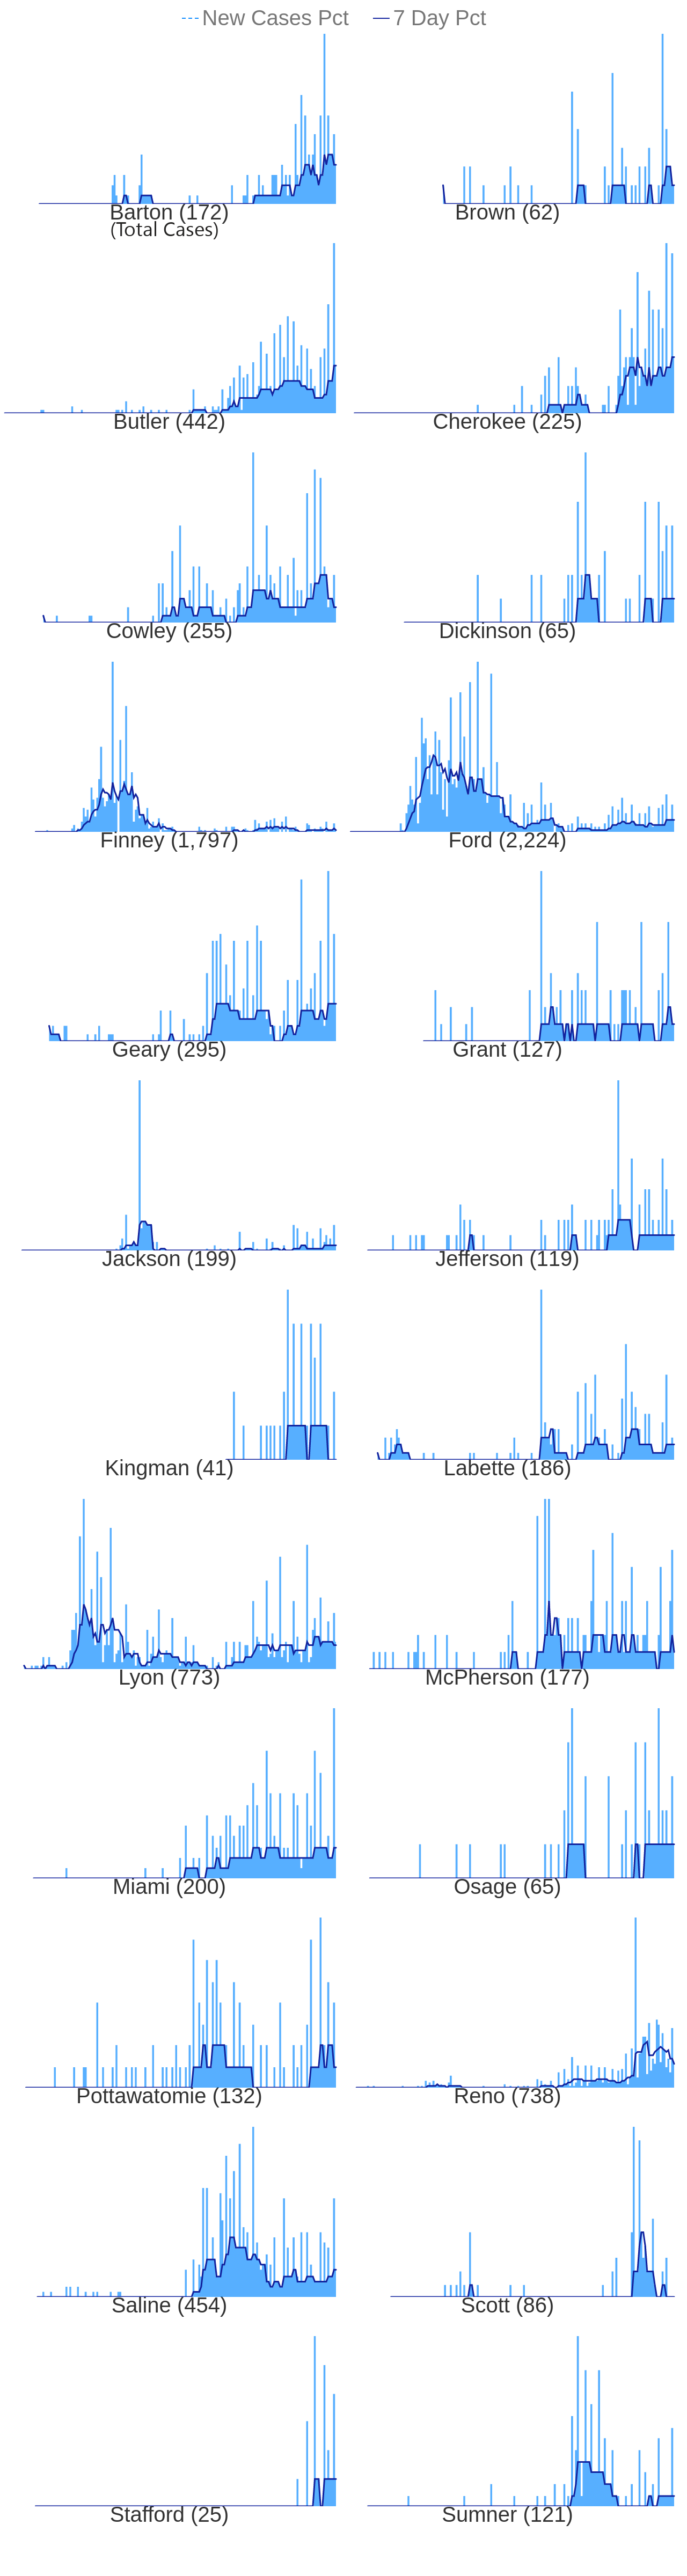 New Cases Pct 7 Day Pct
Barton (172) Brown (62)
(Total Cases)
Butler (442) Cherokee (225)
Cowley (255) Dickinson (65)
Finney (1,797) Ford (2,224)
Geary (295) Grant (127)
Jackson (199) Jefferson (119)
Kingman (41) Labette (186)
Lyon (773) McPherson (177)
Miami (200) Osage (65)
Pottawatomie (132) Reno (738)
Saline (454) Scott (86)
Stafford (25) Sumner (121)